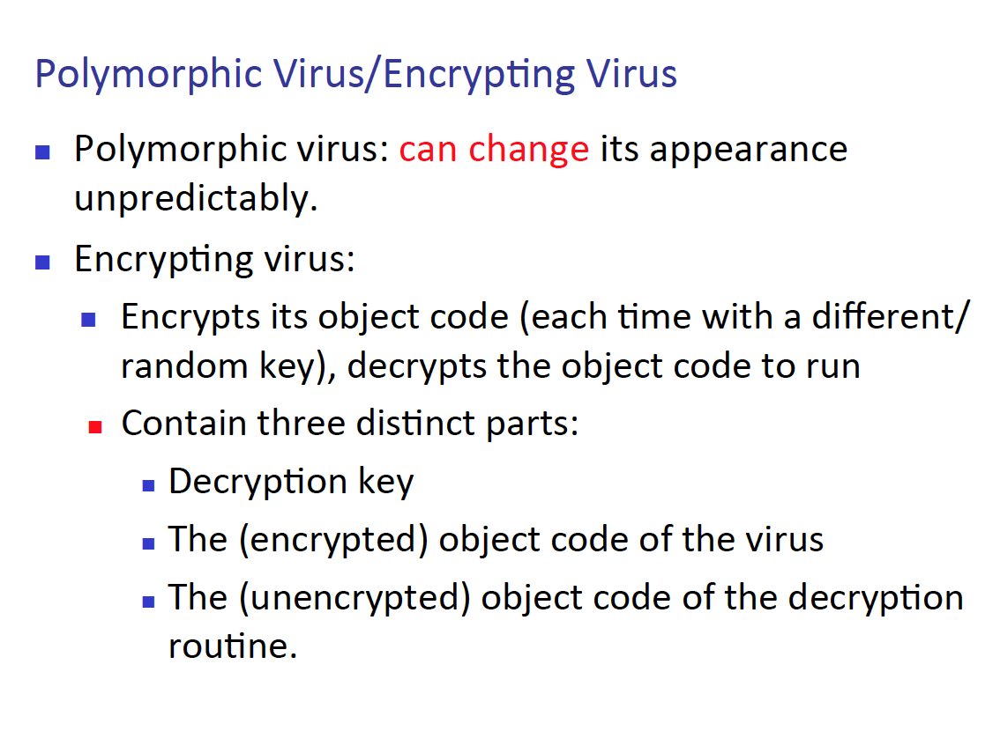 Polymorphic Virus/Encrypting Virus
Polymorphic virus: can change its appearance
unpredictably.
Encrypting virus:
Encrypts its object code (each time with a different/
random key), decrypts the object code to run
Contain three distinct parts:
Decryption key
The (encrypted) object code of the virus
The (unencrypted) object code of the decryption
routine.